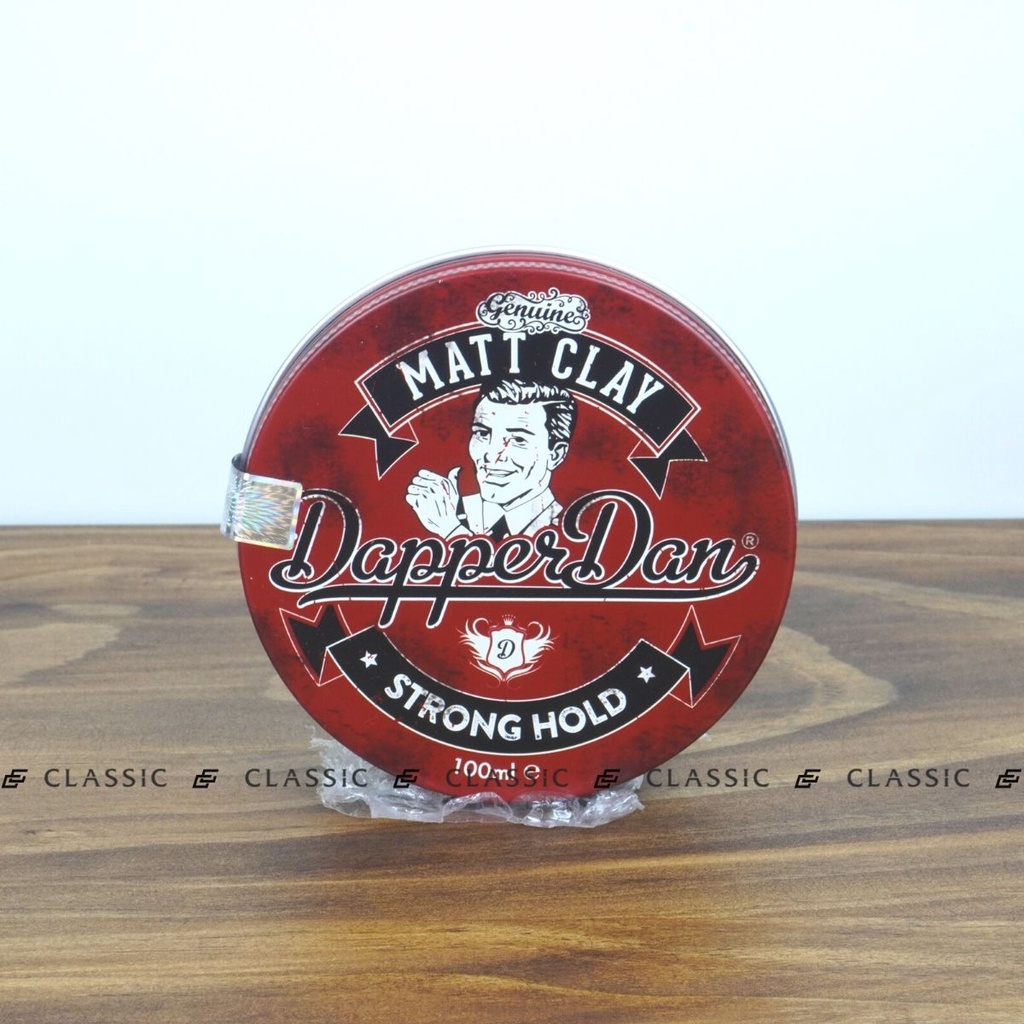 Genuine
MATT CLAY
DapperDan®
D
STRONG HOLD
100ml ℮
CLASSIC CLASSIC CLASSIC CLASSIC CLASSIC